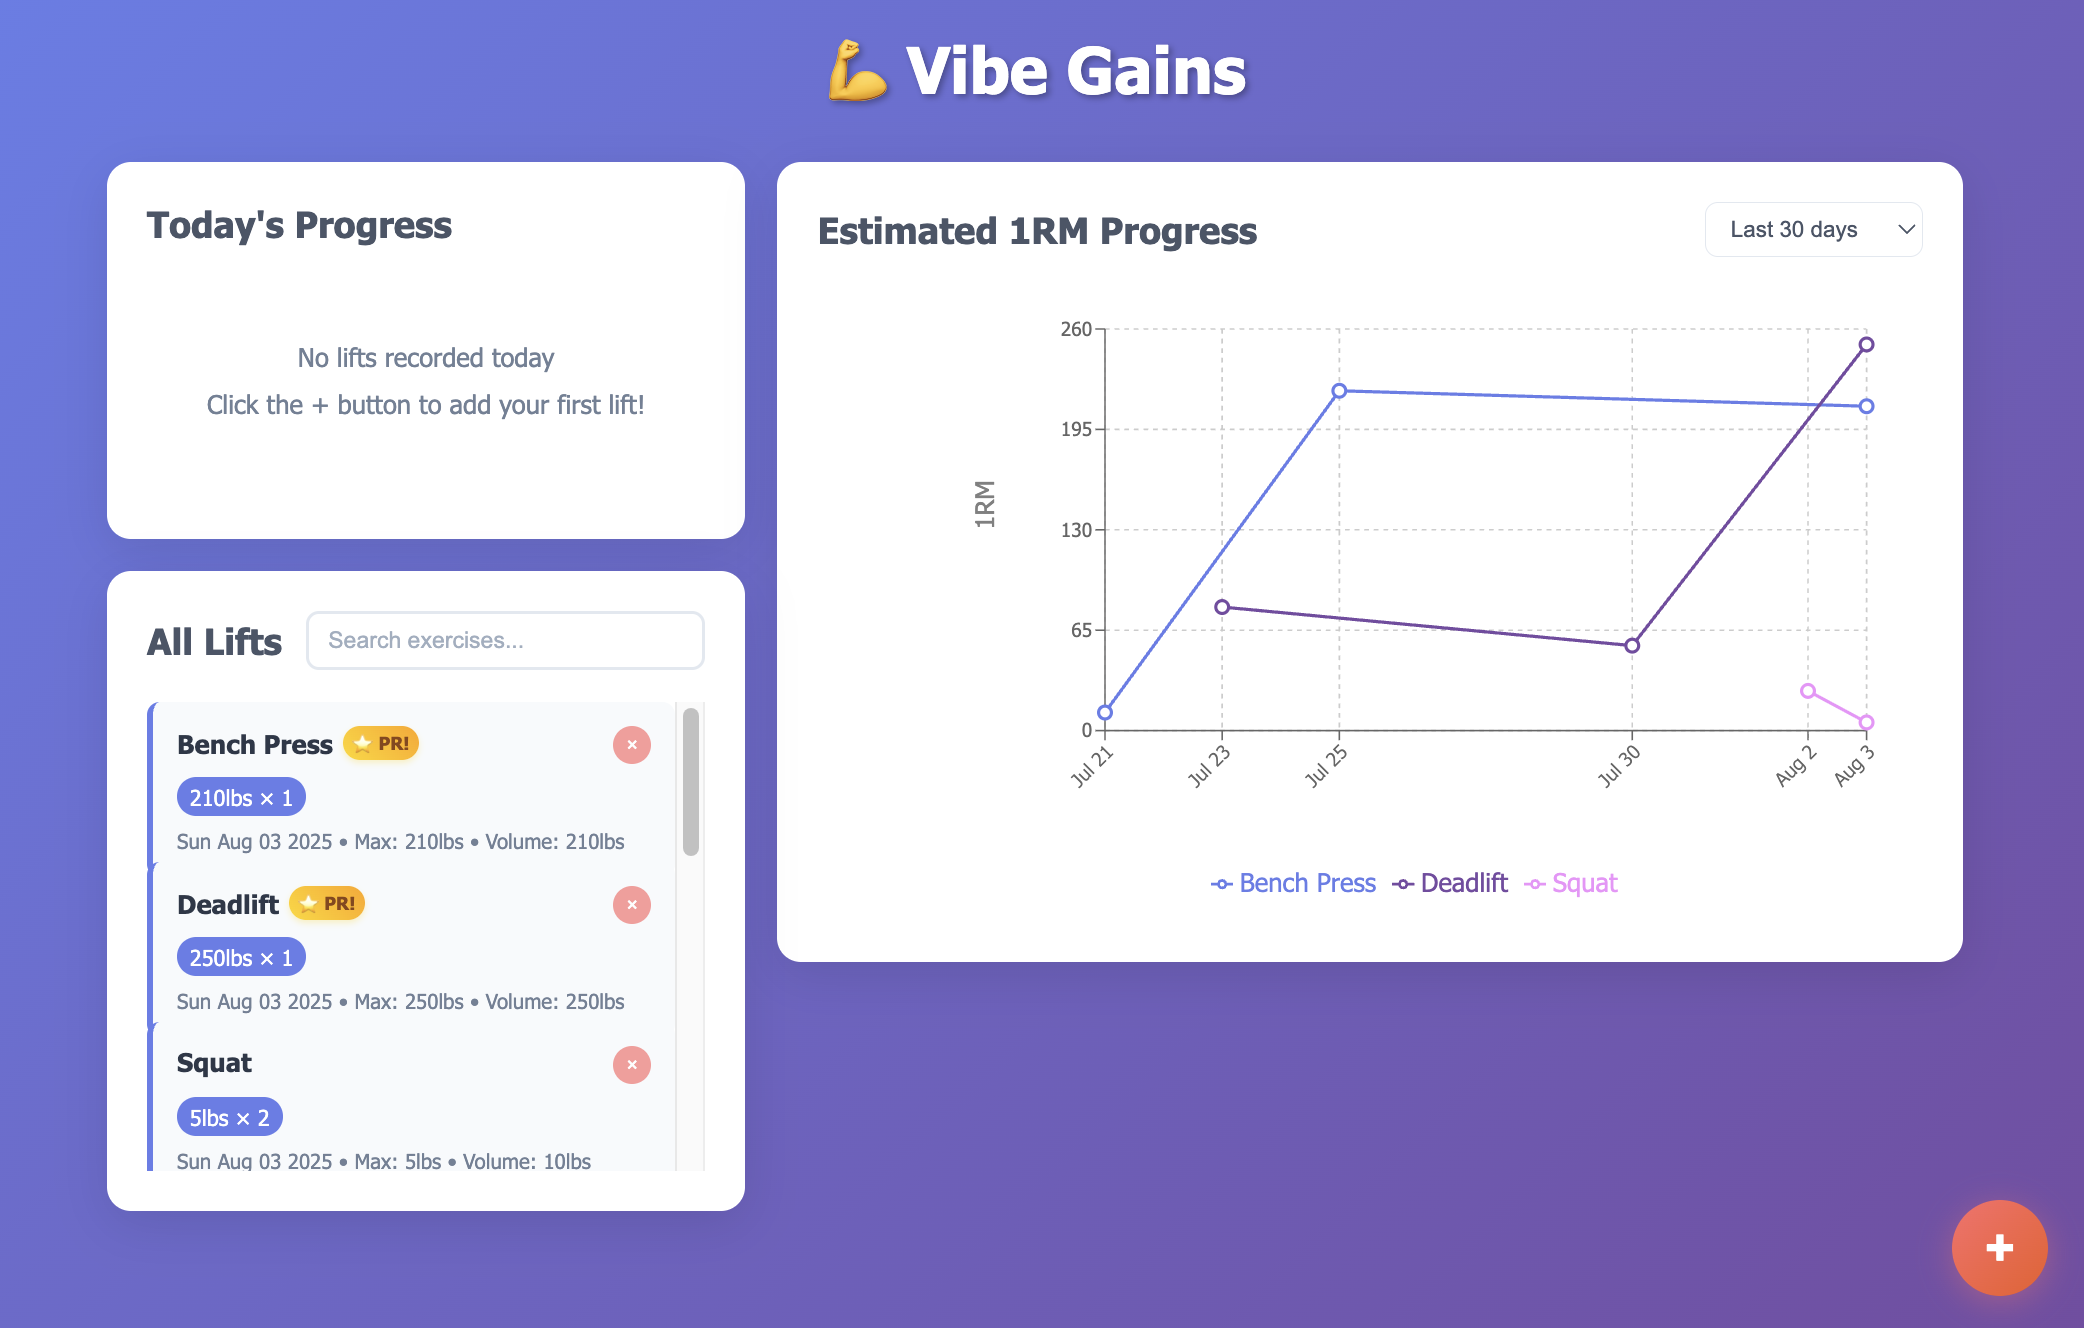 💪 Vibe Gains
Today's Progress
No lifts recorded today
Click the + button to add your first lift!
All Lifts
Search exercises...
Bench Press ⭐ PR!
×
210lbs × 1
Sun Aug 03 2025 • Max: 210lbs • Volume: 210lbs
Deadlift ⭐ PR!
×
250lbs × 1
Sun Aug 03 2025 • Max: 250lbs • Volume: 250lbs
Squat
×
5lbs × 2
Sun Aug 03 2025 • Max: 5lbs • Volume: 10lbs
Estimated 1RM Progress
Last 30 days
260
195
130
65
0
1RM
Jul 21
Jul 23
Jul 25
Jul 30
Aug 2
Aug 3
Bench Press
Deadlift
Squat
+